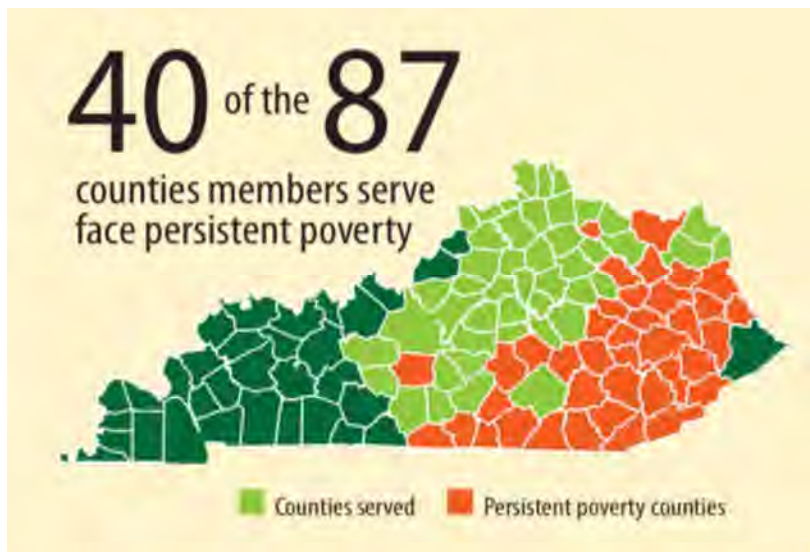 40 of the 87
counties members serve
face persistent poverty
Counties served
Persistent poverty counties